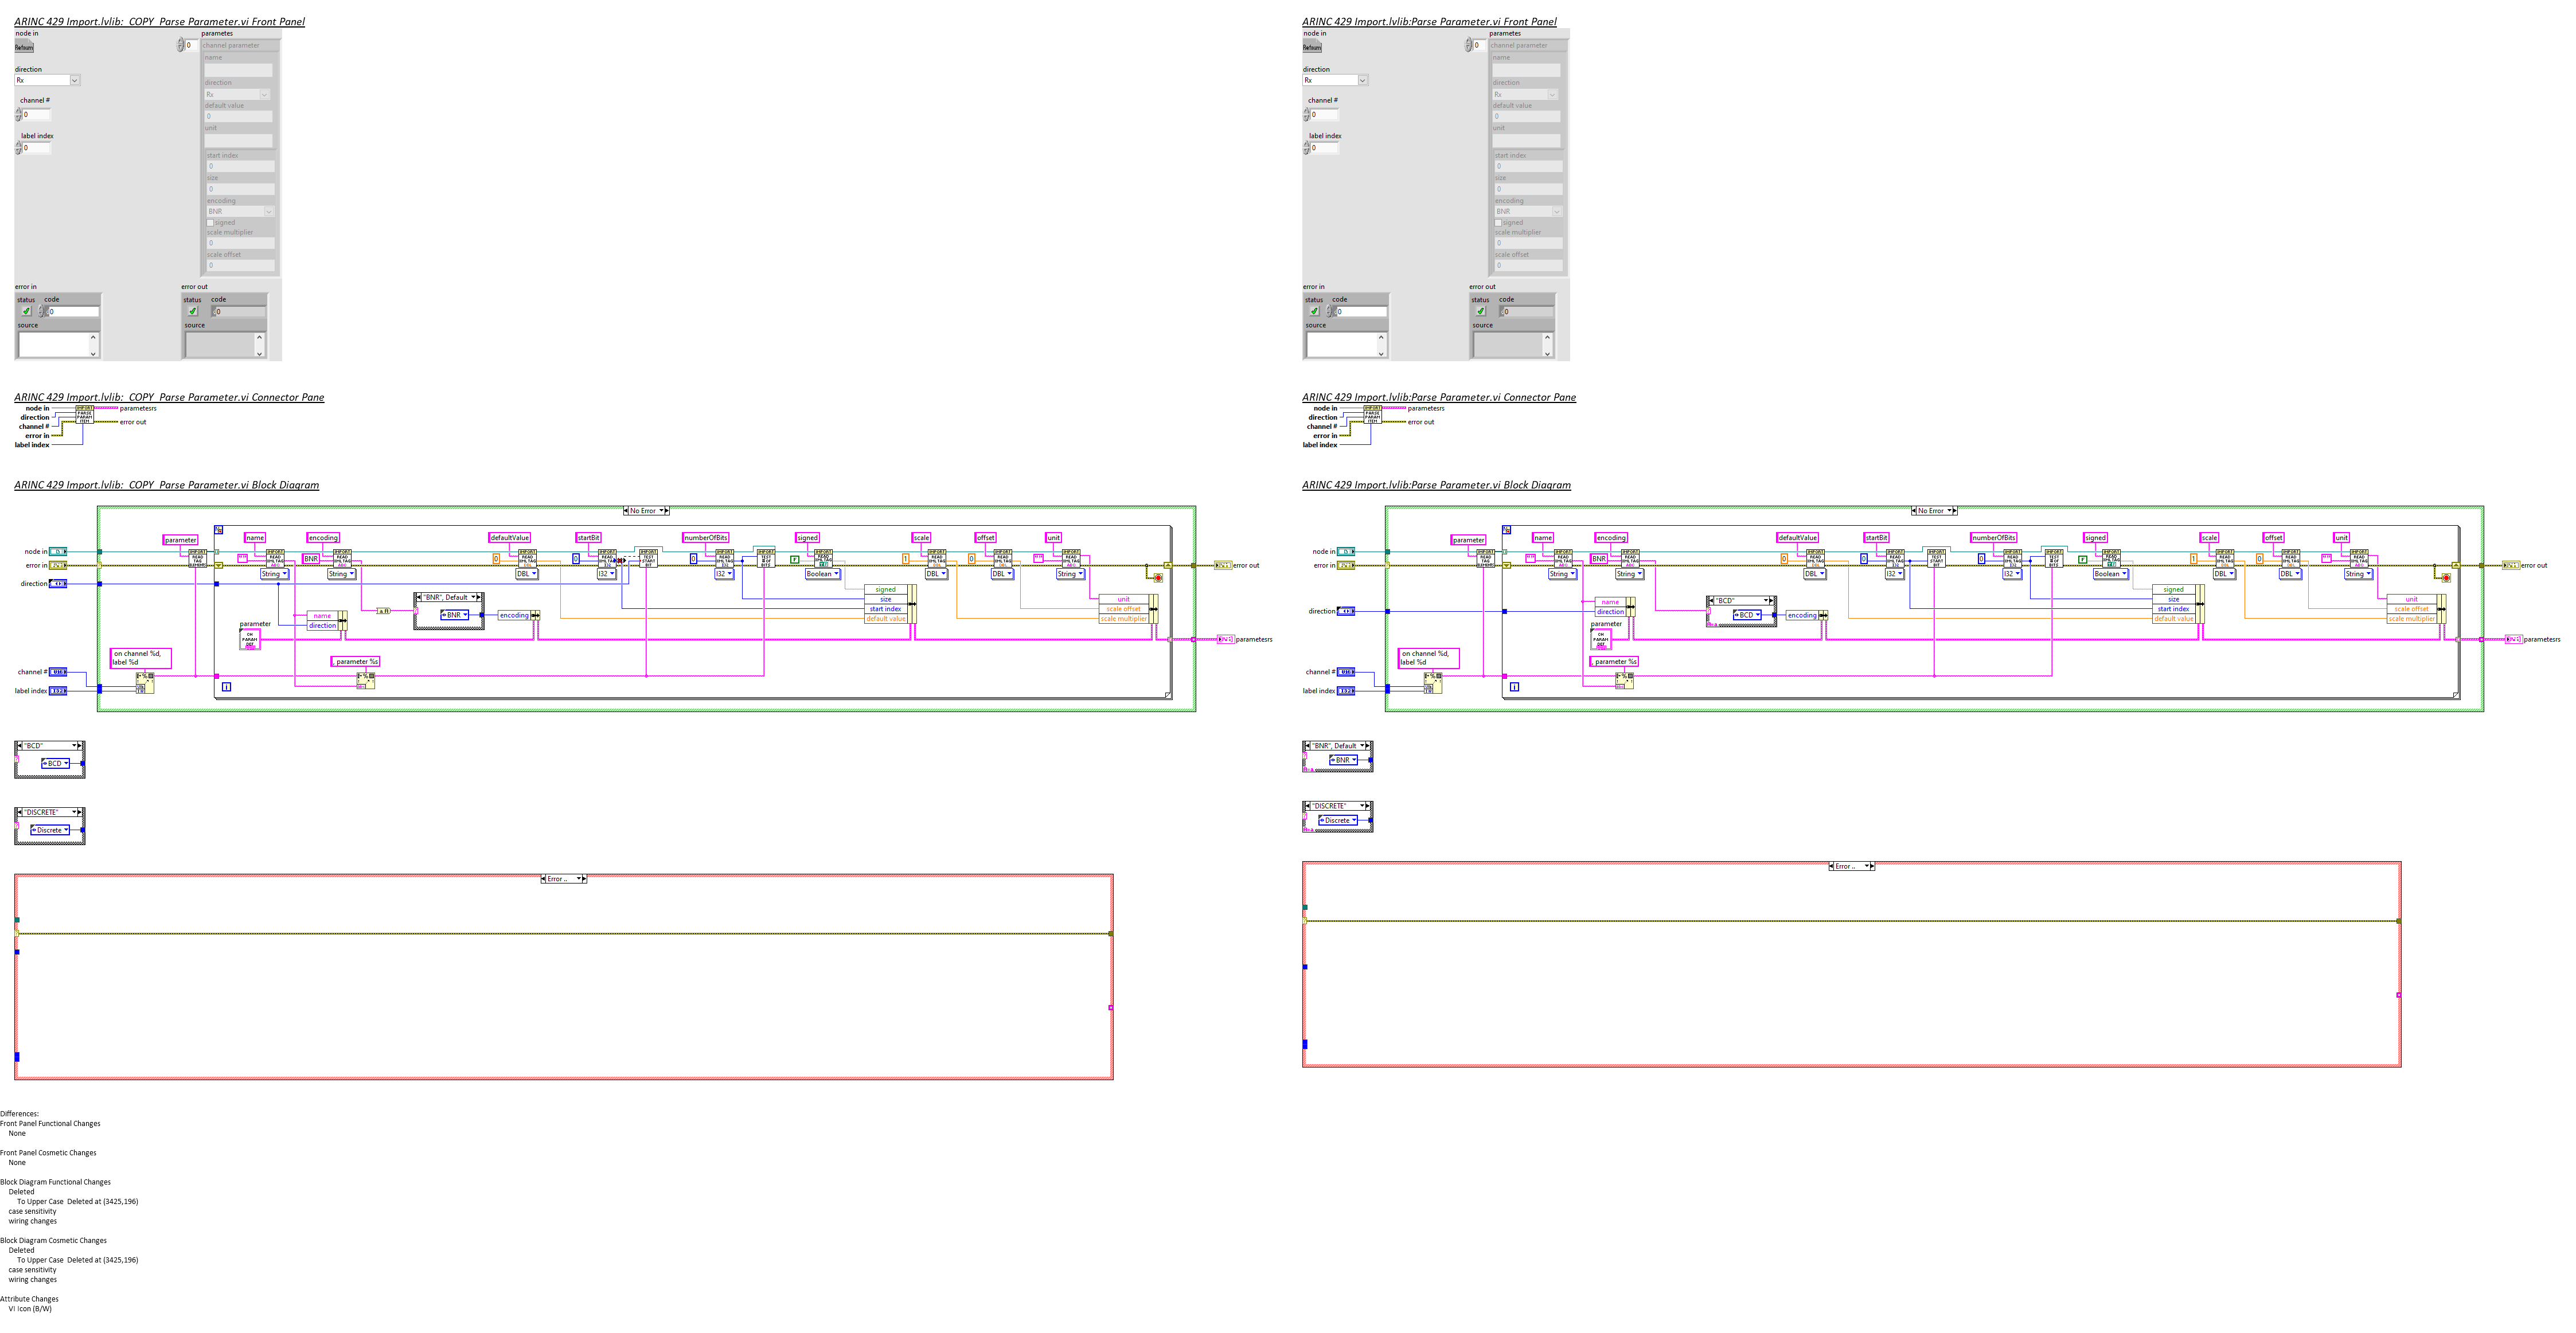 ARINC 429 Import.lvlib:_COPY_Parse Parameter.vi Front Panel
node in
Refnum
direction
Rx
channel #
0
label index
0
parametes
0
channel parameter
name
direction
Rx
default value
0
unit
start index
0
size
0
encoding
BNR
signed
scale multiplier
0
scale offset
0
error in
status code
0
source
error out
status code
0
source
ARINC 429 Import.lvlib:_COPY_Parse Parameter.vi Connector Pane
node in
direction
channel #
error in
label index
parametesrs
error out
ARINC 429 Import.lvlib:_COPY_Parse Parameter.vi Block Diagram
No Error
parameter
name
encoding
defaultValue
startBit
numberOfBits
signed
scale
offset
unit
node in
error in
direction
BNR
0
0
0
1
0
String
String
DBL
I32
I32
Boolean
DBL
DBL
String
error out
"BNR", Default
BNR
name
direction
encoding
signed
size
start index
default value
unit
scale offset
scale multiplier
parameter
parametesrs
on channel %d,
label %d
, parameter %s
channel #
label index
i
"BCD"
BCD
"DISCRETE"
Discrete
Error ..
Differences:
Front Panel Functional Changes
None
Front Panel Cosmetic Changes
None
Block Diagram Functional Changes
Deleted
To Upper Case  Deleted at (3425,196)
case sensitivity
wiring changes
Block Diagram Cosmetic Changes
Deleted
To Upper Case  Deleted at (3425,196)
case sensitivity
wiring changes
Attribute Changes
VI Icon (B/W)
ARINC 429 Import.lvlib:Parse Parameter.vi Front Panel
node in
Refnum
direction
Rx
channel #
0
label index
0
parametes
0
channel parameter
name
direction
Rx
default value
0
unit
start index
0
size
0
encoding
BNR
signed
scale multiplier
0
scale offset
0
error in
status code
0
source
error out
status code
0
source
ARINC 429 Import.lvlib:Parse Parameter.vi Connector Pane
node in
direction
channel #
error in
label index
parametesrs
error out
ARINC 429 Import.lvlib:Parse Parameter.vi Block Diagram
No Error
parameter
name
encoding
defaultValue
startBit
numberOfBits
signed
scale
offset
unit
node in
error in
BNR
0
0
0
1
0
String
String
DBL
I32
I32
Boolean
DBL
DBL
String
error out
direction
"BCD"
BCD
name
direction
encoding
signed
size
start index
default value
unit
scale offset
scale multiplier
parameter
parametesrs
on channel %d,
label %d
, parameter %s
channel #
label index
i
"BNR", Default
BNR
"DISCRETE"
Discrete
Error ..